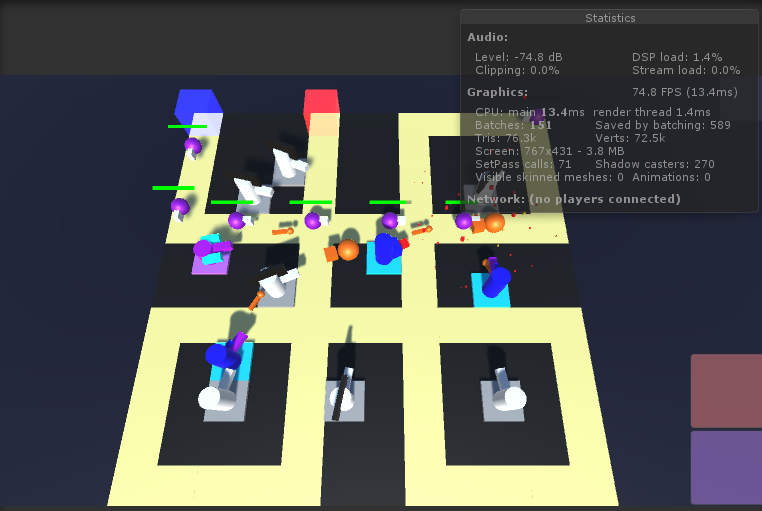 Statistics
Audio:
Level: -74.8 dB DSP load: 1.4%
Clipping: 0.0% Stream load: 0.0%
Graphics: 74.8 FPS (13.4ms)
CPU: main 13.4ms render thread 1.4ms
Batches: 151 Saved by batching: 589
Tris: 76.3k Verts: 72.5k
Screen: 767x431 - 3.8 MB
SetPass calls: 71 Shadow casters: 270
Visible skinned meshes: 0 Animations: 0
Network: (no players connected)